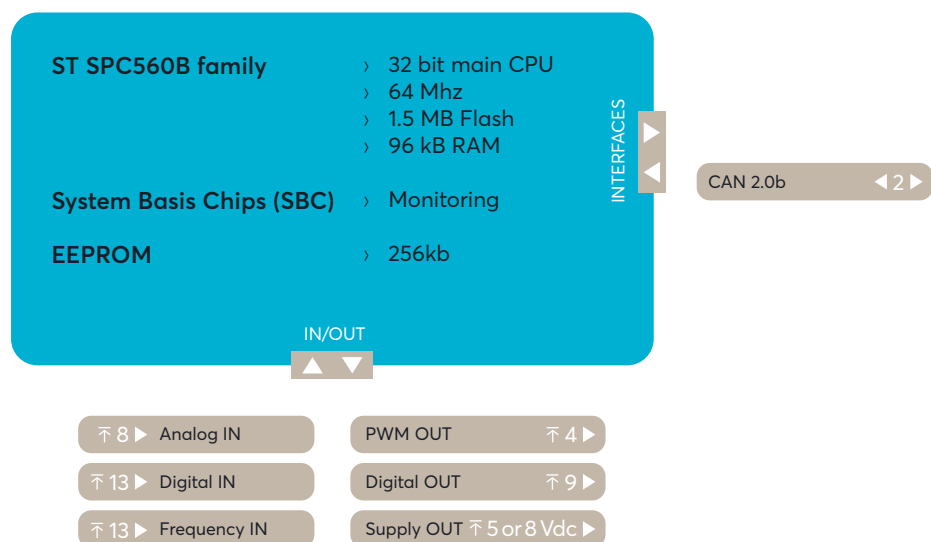 ST SPC560B family
› 32 bit main CPU
› 64 Mhz
› 1.5 MB Flash
› 96 kB RAM
INTERFACES
CAN 2.0b 2
System Basis Chips (SBC) › Monitoring
EEPROM › 256kb
IN/OUT
8 Analog IN
PWM OUT 4
13 Digital IN
Digital OUT 9
13 Frequency IN
Supply OUT 5 or 8 Vdc